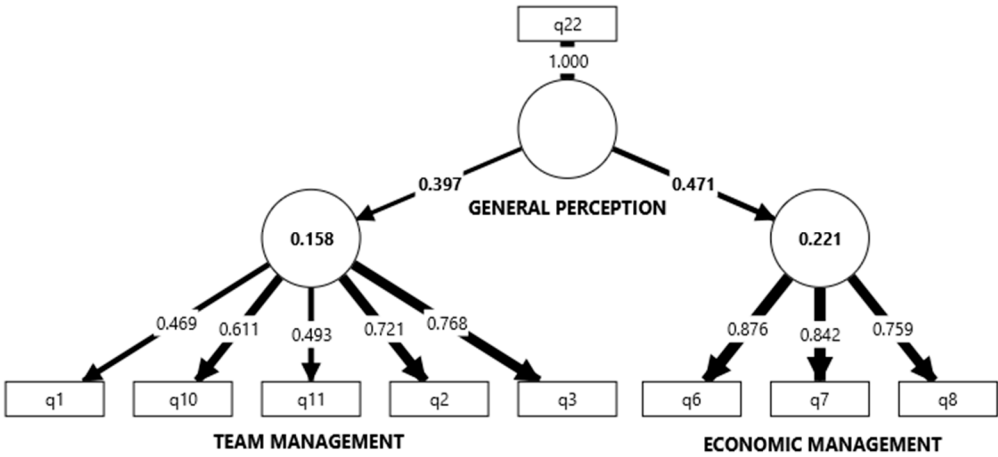 q22
1.000
0.397
0.471
GENERAL PERCEPTION
0.158
0.221
0.469
0.611
0.493
0.721
0.768
0.876
0.842
0.759
q1
q10
q11
q2
q3
q6
q7
q8
TEAM MANAGEMENT
ECONOMIC MANAGEMENT